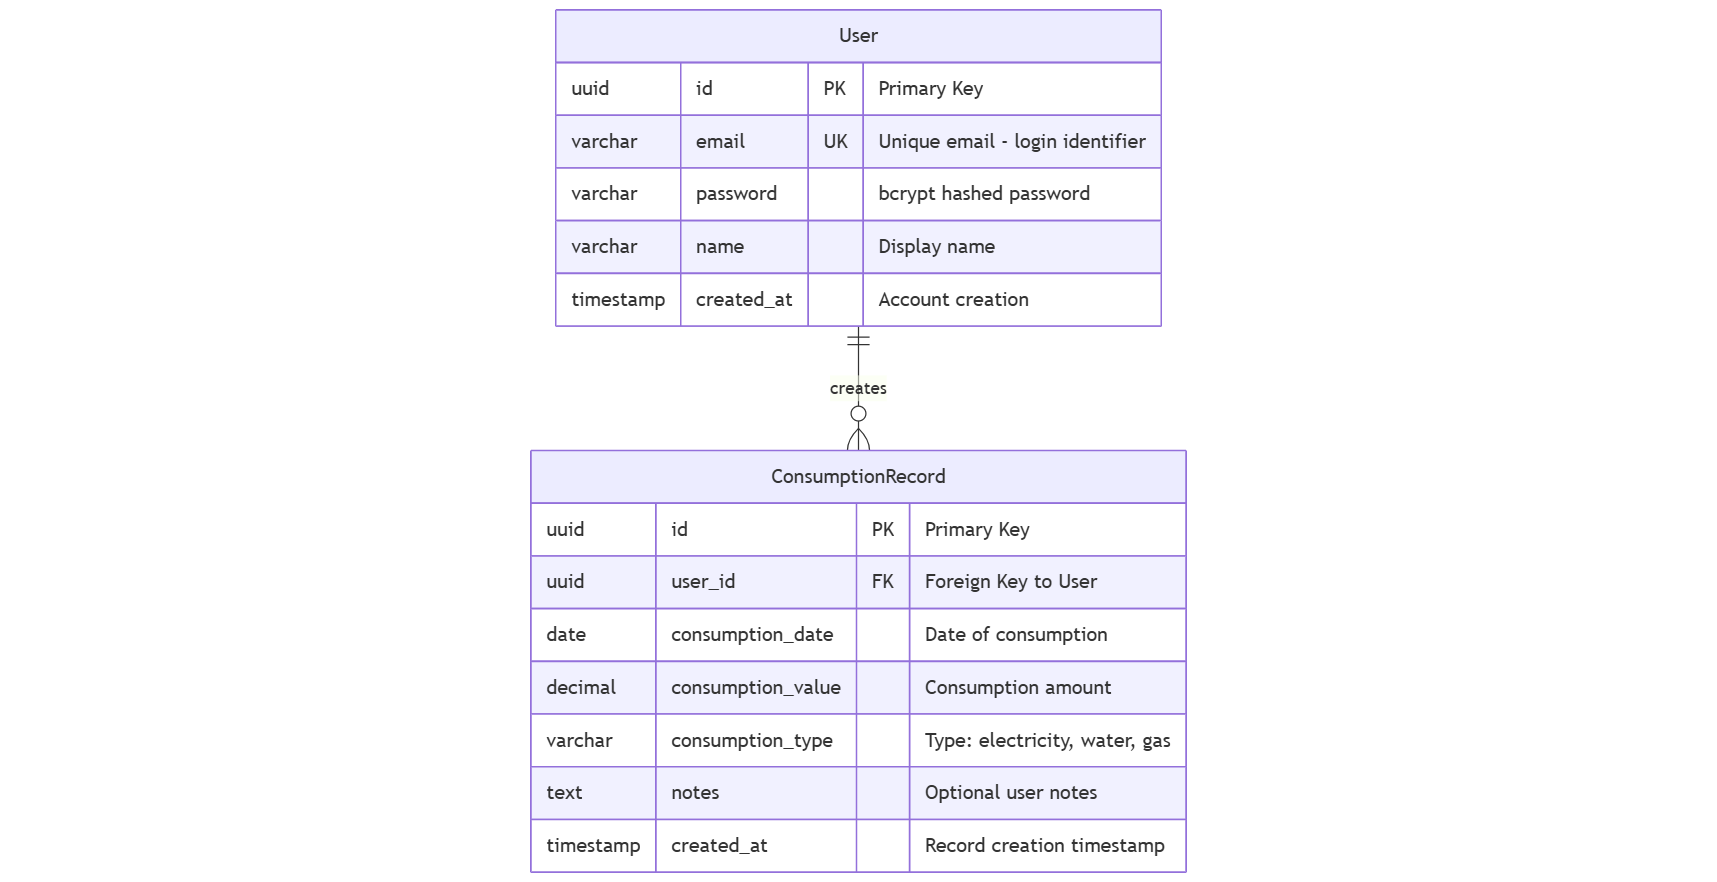 User
uuid id PK Primary Key
varchar email UK Unique email - login identifier
varchar password bcrypt hashed password
varchar name Display name
timestamp created_at Account creation
creates
ConsumptionRecord
uuid id PK Primary Key
uuid user_id FK Foreign Key to User
date consumption_date Date of consumption
decimal consumption_value Consumption amount
varchar consumption_type Type: electricity, water, gas
text notes Optional user notes
timestamp created_at Record creation timestamp